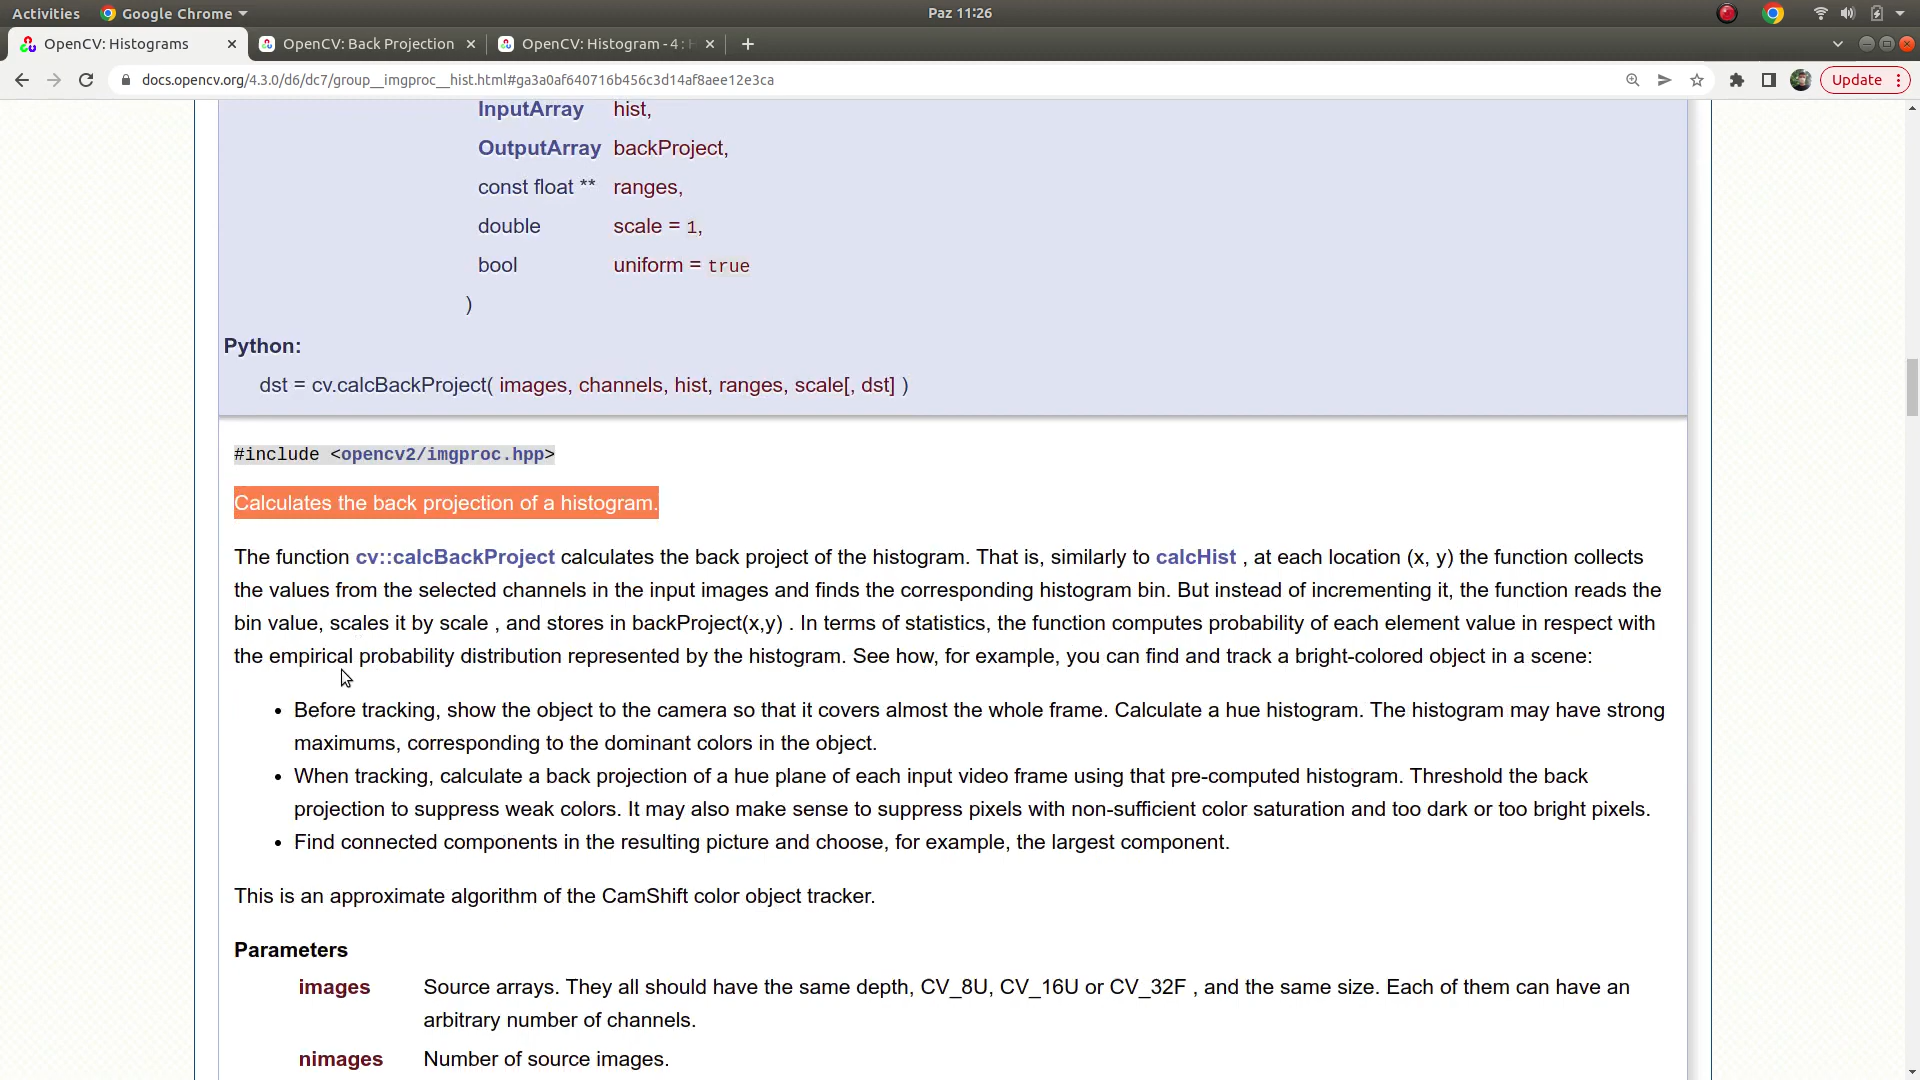 Activities Google Chrome Paz 11:26
OpenCV: Histograms OpenCV: Back Projection OpenCV: Histogram - 4 :
docs.opencv.org/4.3.0/d6/dc7/group__imgproc__hist.html#ga3a0af640716b456c3d14af8aee12e3ca Update
InputArray hist,
OutputArray backProject,
const float ** ranges,
double scale = 1,
bool uniform = true
)
Python:
dst = cv.calcBackProject( images, channels, hist, ranges, scale[, dst] )
#include <opencv2/imgproc.hpp>
Calculates the back projection of a histogram.
The function cv::calcBackProject calculates the back project of the histogram. That is, similarly to calcHist , at each location (x, y) the function collects
the values from the selected channels in the input images and finds the corresponding histogram bin. But instead of incrementing it, the function reads the
bin value, scales it by scale , and stores in backProject(x,y) . In terms of statistics, the function computes probability of each element value in respect with
the empirical probability distribution represented by the histogram. See how, for example, you can find and track a bright-colored object in a scene:
• Before tracking, show the object to the camera so that it covers almost the whole frame. Calculate a hue histogram. The histogram may have strong
maximums, corresponding to the dominant colors in the object.
• When tracking, calculate a back projection of a hue plane of each input video frame using that pre-computed histogram. Threshold the back
projection to suppress weak colors. It may also make sense to suppress pixels with non-sufficient color saturation and too dark or too bright pixels.
• Find connected components in the resulting picture and choose, for example, the largest component.
This is an approximate algorithm of the CamShift color object tracker.
Parameters
images Source arrays. They all should have the same depth, CV_8U, CV_16U or CV_32F , and the same size. Each of them can have an
arbitrary number of channels.
nimages Number of source images.